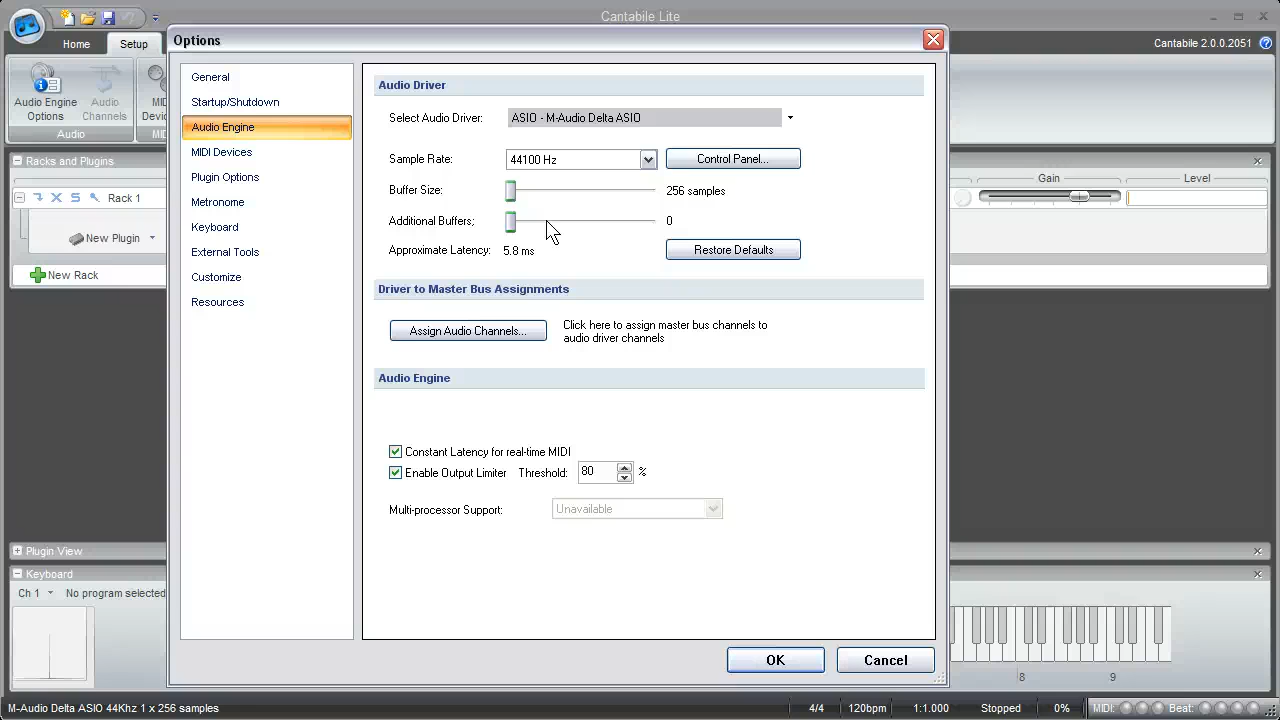 Cantabile Lite
Home
Setup
Cantabile 2.0.0.2051
Audio Engine
Options
Audio
Channels
MID
Devic
Audio
MI
Options
General
Startup/Shutdown
Audio Engine
MIDI Devices
Plugin Options
Metronome
Keyboard
External Tools
Customize
Resources
Audio Driver
Select Audio Driver: ASIO - M-Audio Delta ASIO
Sample Rate: 44100 Hz Control Panel...
Buffer Size: 256 samples
Additional Buffers: 0
Approximate Latency: 5.8 ms Restore Defaults
Driver to Master Bus Assignments
Assign Audio Channels...
Click here to assign master bus channels to
audio driver channels
Audio Engine
Constant Latency for real-time MIDI
Enable Output Limiter Threshold: 80 %
Multi-processor Support: Unavailable
OK Cancel
Racks and Plugins
Gain Level
S Rack 1
New Plugin
New Rack
Plugin View
Keyboard
Ch 1 No program selected
8 9
M-Audio Delta ASIO 44Khz 1 x 256 samples 4/4 120bpm 1:1.000 Stopped 0% MIDI: Beat: